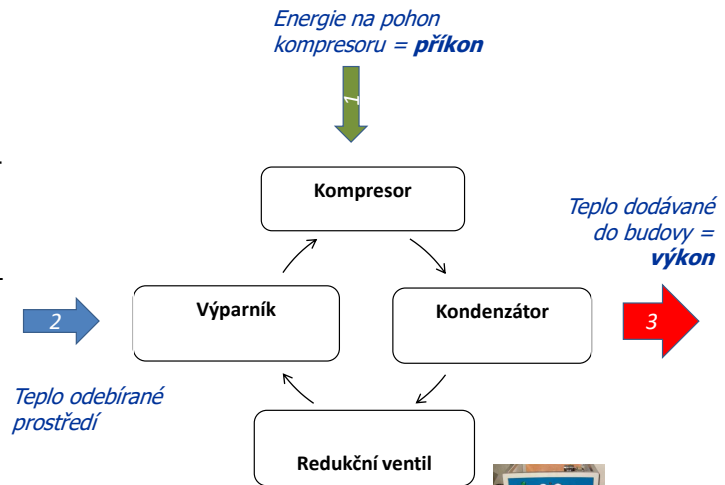 Energie na pohon
kompresoru = příkon
1
Kompresor
Teplo dodávané
do budovy =
výkon
2
Výparník
Kondenzátor
3
Teplo odebírané
prostředí
Redukční ventil